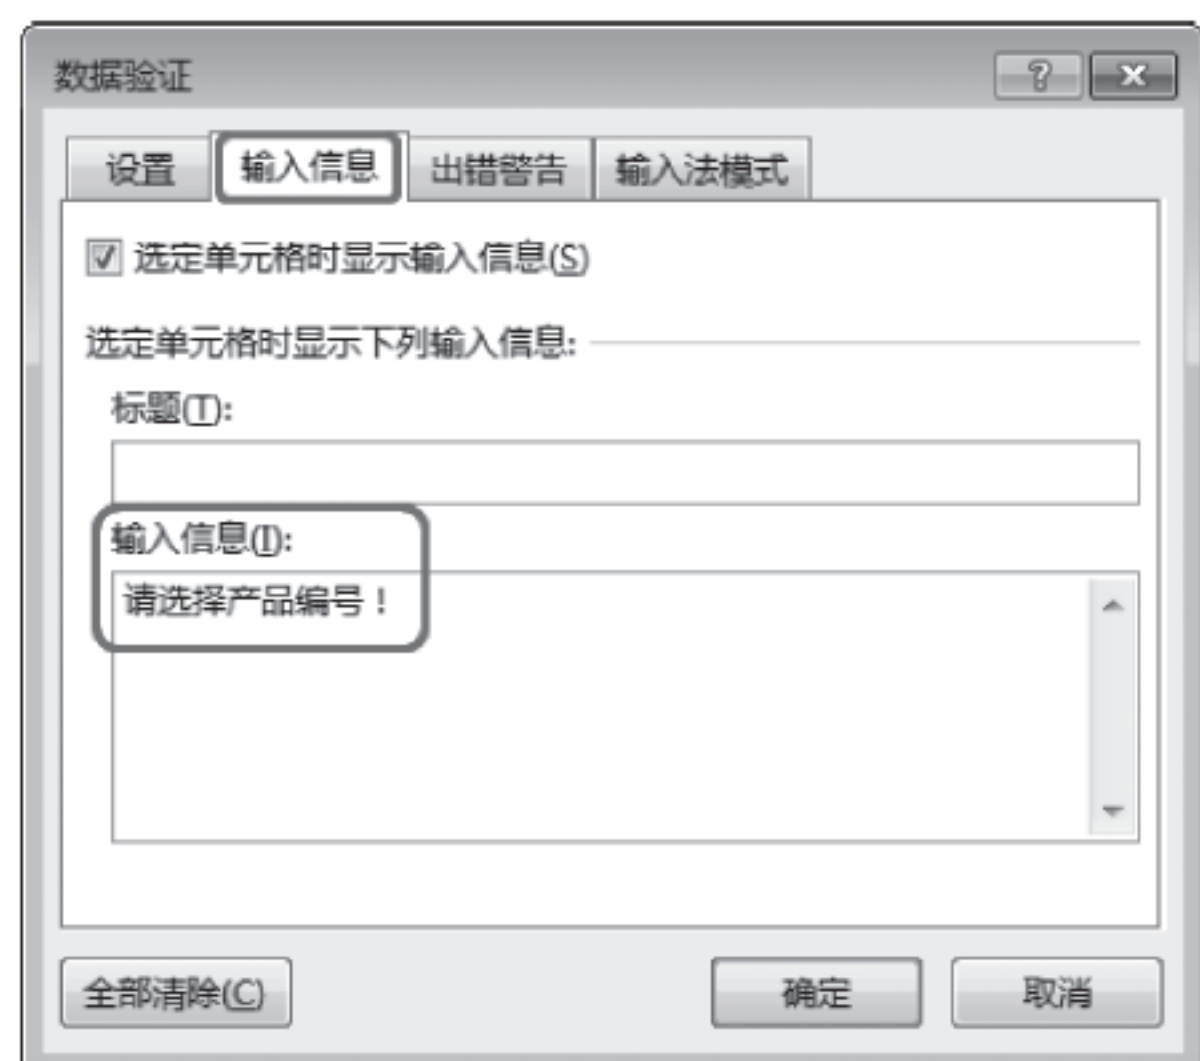 数据验证
设置 输入信息 出错警告 输入法模式
选定单元格时显示输入信息(S)
选定单元格时显示下列输入信息:
标题(T):
输入信息(I):
请选择产品编号！
全部清除(C) 确定 取消